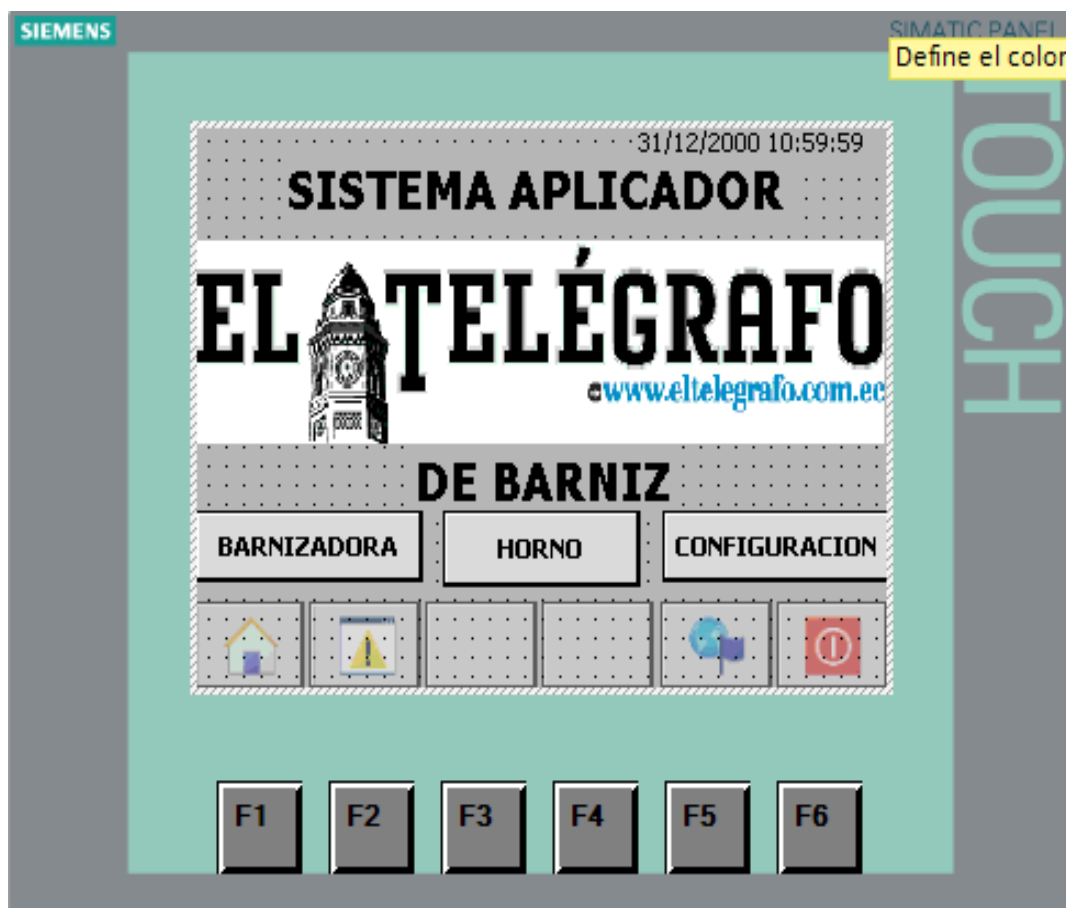 SIEMENS
SIMATIC PANEL
Define el color
TOUCH
31/12/2000 10:59:59
SISTEMA APLICADOR
EL TELÉGRAFO
www.eltelegrafo.com.ec
DE BARNIZ
BARNIZADORA
HORNO
CONFIGURACION
F1
F2
F3
F4
F5
F6